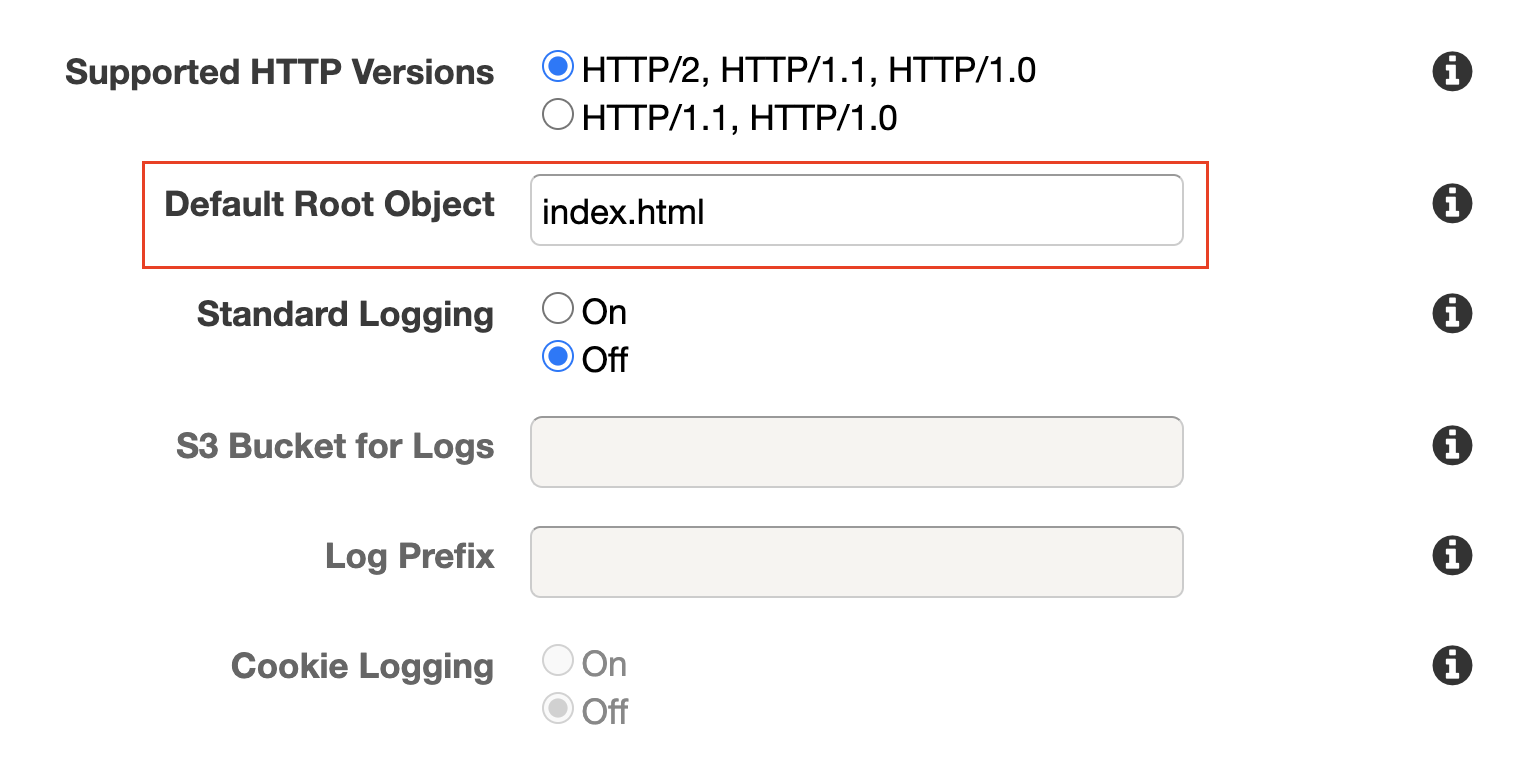 Supported HTTP Versions
HTTP/2, HTTP/1.1, HTTP/1.0
HTTP/1.1, HTTP/1.0
Default Root Object
index.html
Standard Logging
On
Off
S3 Bucket for Logs
Log Prefix
Cookie Logging
On
Off